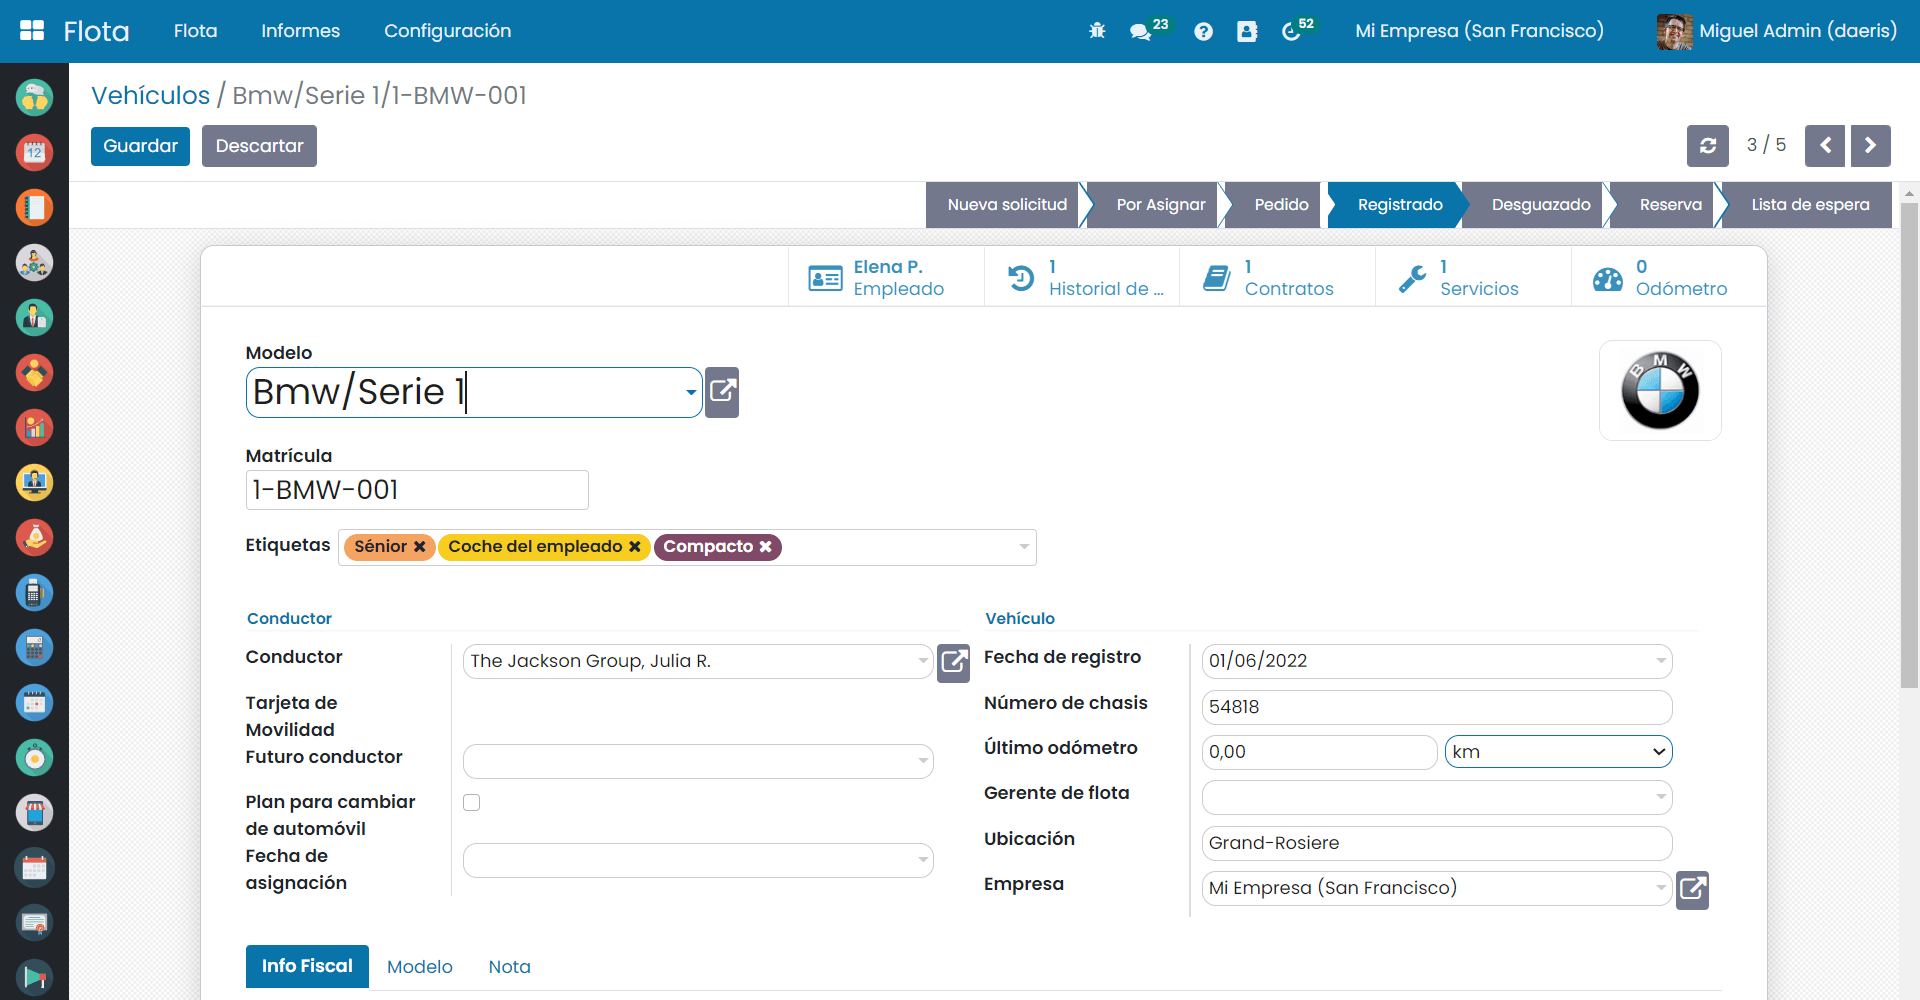 Flota
Flota
Informes
Configuración
23
52
Mi Empresa (San Francisco)
Miguel Admin (daeris)
Vehículos / Bmw/Serie 1/1-BMW-001
Guardar
Descartar
3 / 5
Nueva solicitud
Por Asignar
Pedido
Registrado
Desguazado
Reserva
Lista de espera
Elena P.
Empleado
1
Historial de ...
1
Contratos
1
Servicios
0
Odómetro
Modelo
Bmw/Serie 1
BMW
Matrícula
1-BMW-001
Etiquetas
Sénior ✖
Coche del empleado ✖
Compacto ✖
Conductor
Conductor
The Jackson Group, Julia R.
Tarjeta de
Movilidad
Futuro conductor
Plan para cambiar
de automóvil
Fecha de
asignación
Vehículo
Fecha de registro
01/06/2022
Número de chasis
54818
Último odómetro
0,00
km
Gerente de flota
Ubicación
Grand-Rosiere
Empresa
Mi Empresa (San Francisco)
Info Fiscal
Modelo
Nota
12